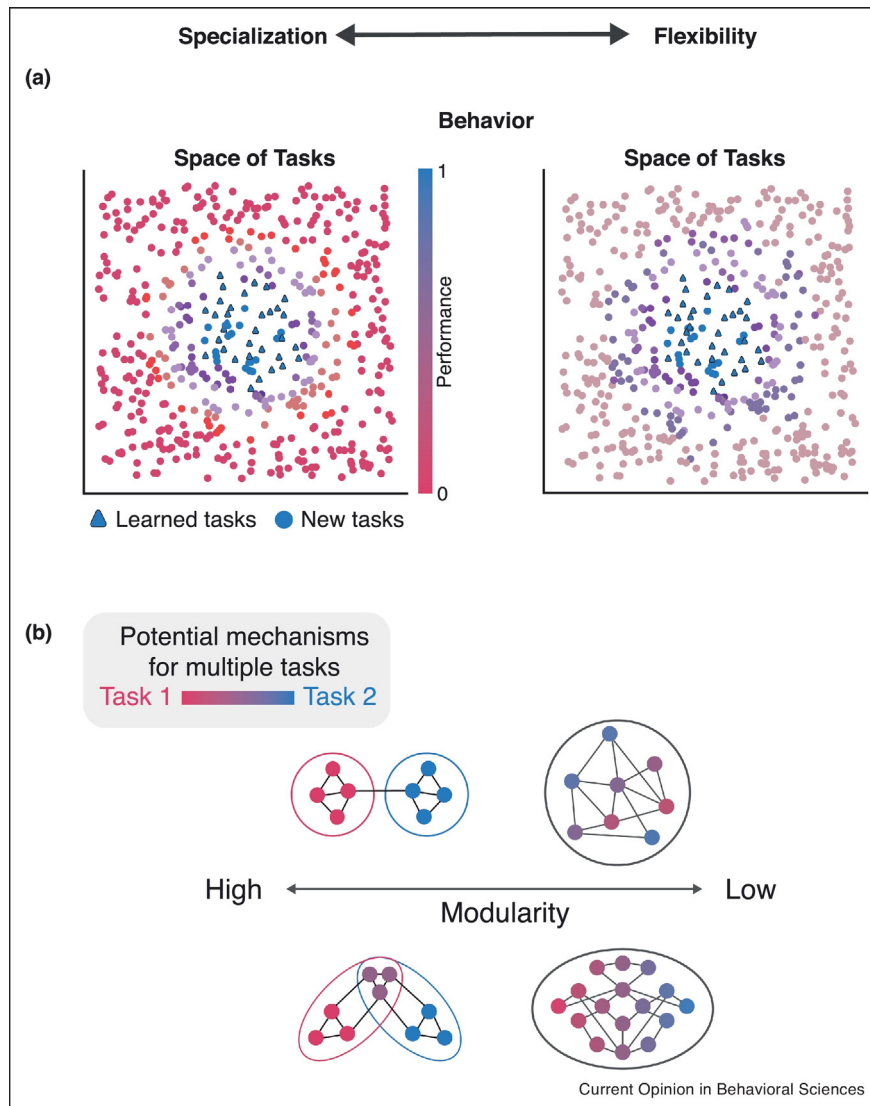 Specialization
Flexibility
(a)
Behavior
Space of Tasks
Space of Tasks
1
Performance
0
Learned tasks
New tasks
(b)
Potential mechanisms
for multiple tasks
Task 1
Task 2
High
Low
Modularity
Current Opinion in Behavioral Sciences